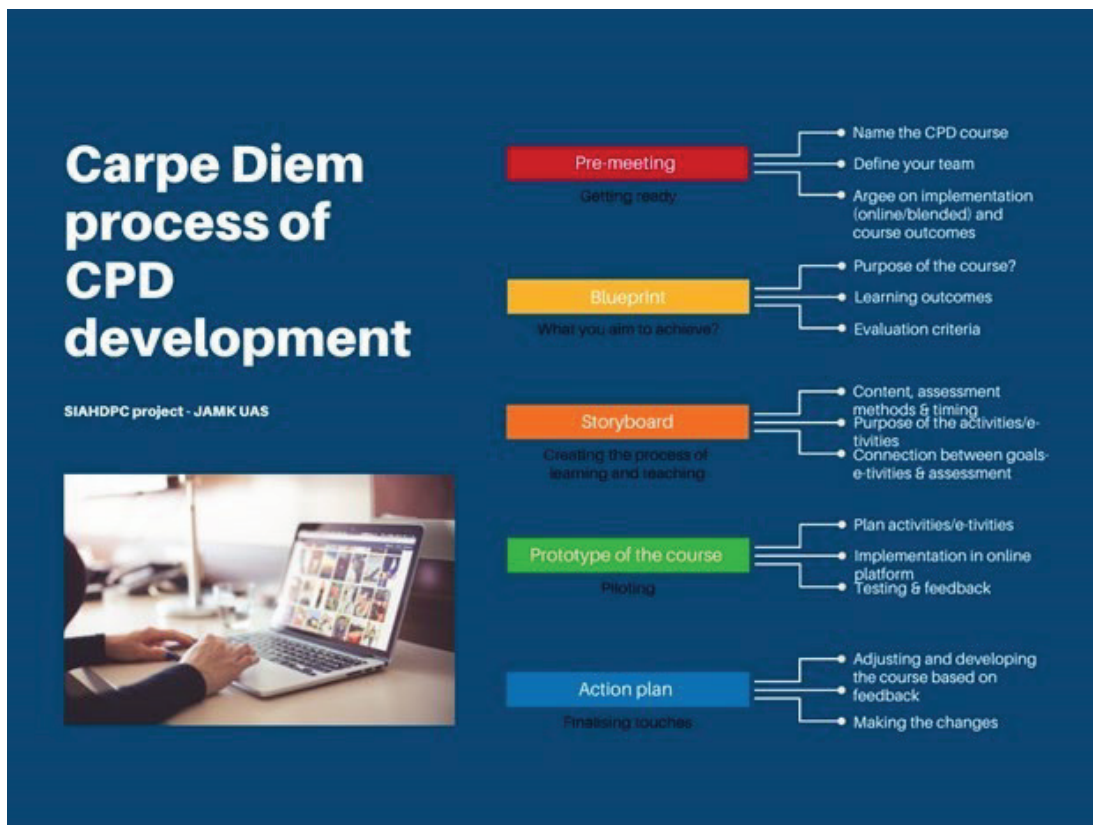 Carpe Diem
process of
CPD
development
SIAHDPC project - JAMK UAS
Pre-meeting
Getting ready
Name the CPD course
Define your team
Argee on implementation
(online/blended) and
course outcomes
Blueprint
What you aim to achieve?
Purpose of the course?
Learning outcomes
Evaluation criteria
Storyboard
Creating the process of
learning and teaching
Content, assessment
methods & timing
Purpose of the activities/e-
tivities
Connection between goals-
e-tivities & assessment
Prototype of the course
Piloting
Plan activities/e-tivities
Implementation in online
platform
Testing & feedback
Action plan
Finalising touches
Adjusting and developing
the course based on
feedback
Making the changes